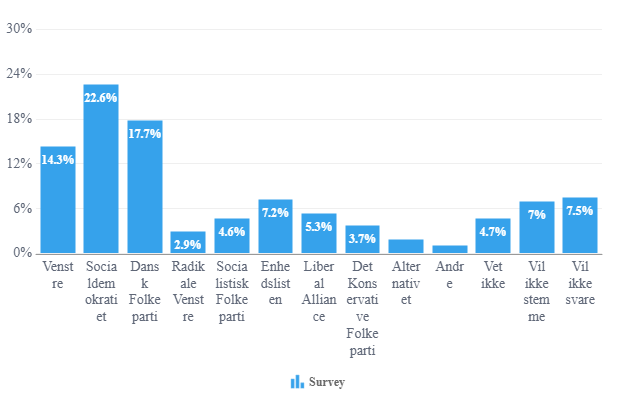 30%
24%
18%
12%
6%
0%
14.3%
22.6%
17.7%
2.9%
4.6%
7.2%
5.3%
3.7%
4.7%
7%
7.5%
Venst
re
Socia
ldem
okrati
et
Dans
k
Folke
parti
Radik
ale
Venst
re
Socia
listisk
Folke
parti
Enhe
dslist
en
Liber
al
Allian
ce
Det
Kons
ervati
ve
Folke
parti
Alter
nativ
et
Andr
e
Vet
ikke
Vil
ikke
stem
me
Vil
ikke
svare
Survey